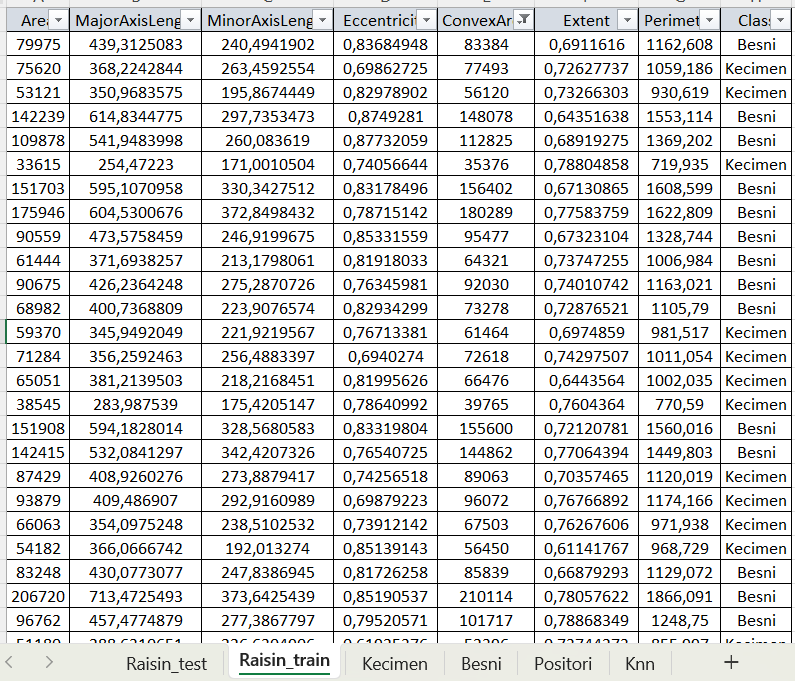 Are MajorAxisLeng MinorAxisLeng Eccentricit ConvexAr Extent Perimet Clas
79975 439,3125083 240,4941902 0,83684948 83384 0,6911616 1162,608 Besni
75620 368,2242844 263,4592554 0,69862725 77493 0,72627737 1059,186 Kecimen
53121 350,9683575 195,8674449 0,82978902 56120 0,73266303 930,619 Kecimen
142239 614,8344775 297,7353473 0,8749281 148078 0,64351638 1553,114 Besni
109878 541,9483998 260,083619 0,87732059 112825 0,68919275 1369,202 Besni
33615 254,47223 171,0010504 0,74056644 35376 0,78804858 719,935 Kecimen
151703 595,1070958 330,3427512 0,83178496 156402 0,67130865 1608,599 Besni
175946 604,5300676 372,8498432 0,78715142 180289 0,77583759 1622,809 Besni
90559 473,5758459 246,9199675 0,85331559 95477 0,67323104 1328,744 Besni
61444 371,6938257 213,1798061 0,81918033 64321 0,73747255 1006,984 Besni
90675 426,2364248 275,2870726 0,76345981 92030 0,74010742 1163,021 Besni
68982 400,7368809 223,9076574 0,82934299 73278 0,72876521 1105,79 Besni
59370 345,9492049 221,9219567 0,76713381 61464 0,6974859 981,517 Kecimen
71284 356,2592463 256,4883397 0,6940274 72618 0,74297507 1011,054 Kecimen
65051 381,2139503 218,2168451 0,81995626 66476 0,6443564 1002,035 Kecimen
38545 283,987539 175,4205147 0,78640992 39765 0,7604364 770,59 Kecimen
151908 594,1828014 328,5680583 0,83319804 155600 0,72120781 1560,016 Besni
142415 532,0841297 342,4207326 0,76540725 144862 0,77064394 1449,803 Besni
87429 408,9260276 273,8879417 0,74256518 89063 0,70357465 1120,019 Kecimen
93879 409,486907 292,9160989 0,69879223 96072 0,76766892 1174,166 Kecimen
66063 354,0975248 238,5102532 0,73912142 67503 0,76267606 971,938 Kecimen
54182 366,0666742 192,013274 0,85139143 56450 0,61141767 968,729 Kecimen
83248 430,0773077 247,8386945 0,81726258 85839 0,66879293 1129,072 Besni
206720 713,4725493 373,6425439 0,85190537 210114 0,78057622 1866,091 Besni
96762 457,4774879 277,3867797 0,79520571 101717 0,78868349 1248,75 Besni
Raisin_test Raisin_train Kecimen Besni Positori Knn